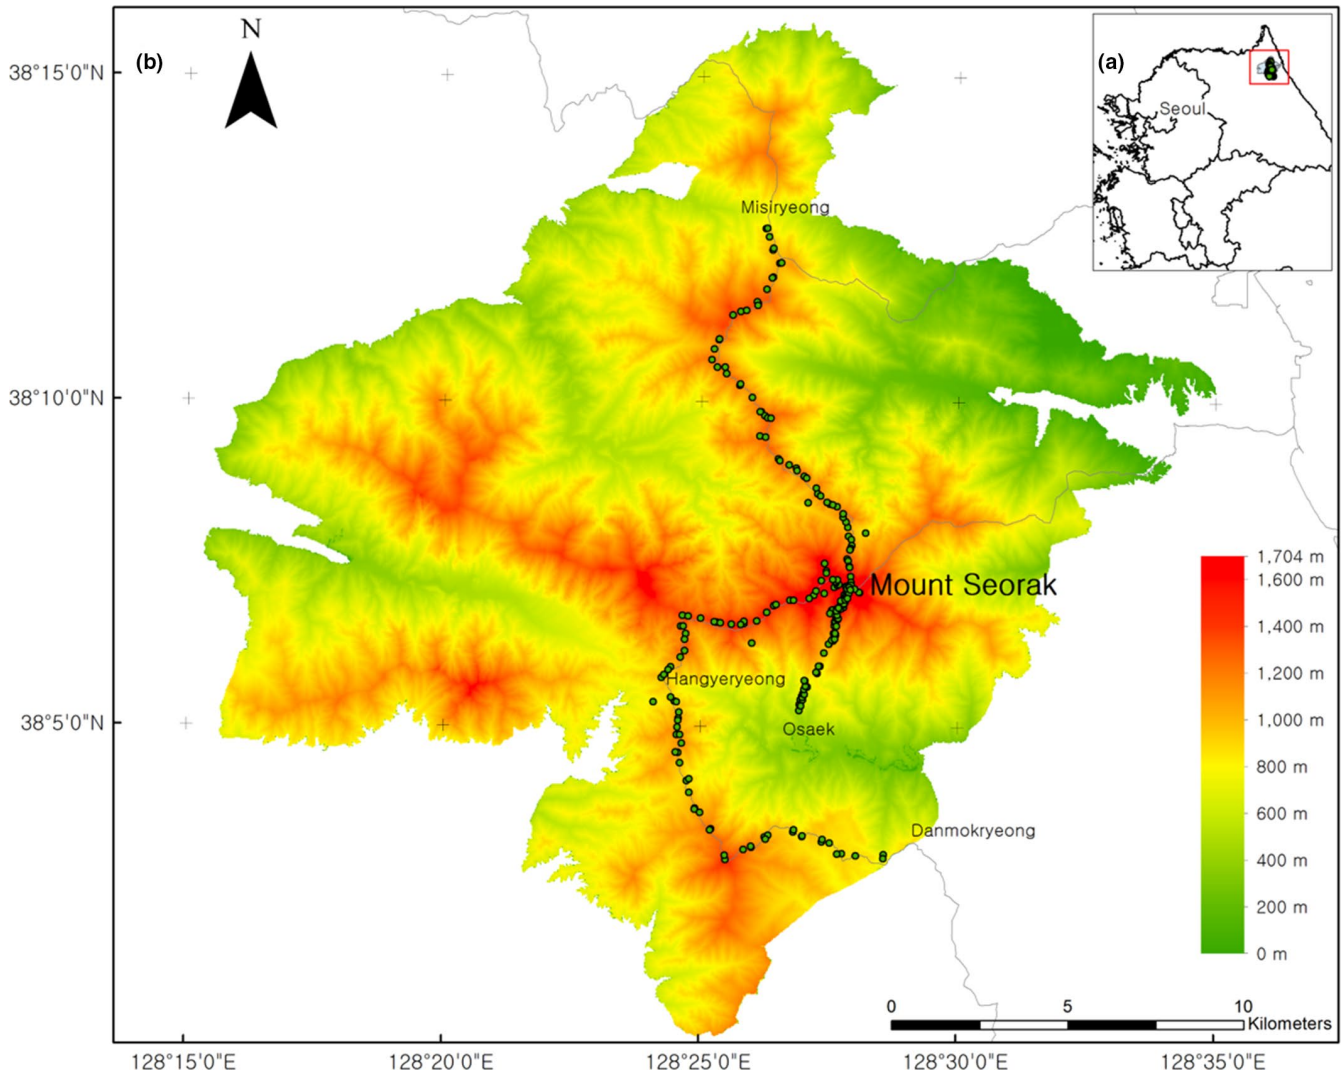 N
(b)
(a)
Seoul
38°15'0"N
Misiryeong
38°10'0"N
Mount Seorak
1,704 m
1,600 m
1,400 m
1,200 m
1,000 m
800 m
600 m
400 m
200 m
0 m
Hangyeryeong
38°5'0"N
Osaek
Danmokryeong
0 5 10
Kilometers
128°15'0"E 128°20'0"E 128°25'0"E 128°30'0"E 128°35'0"E